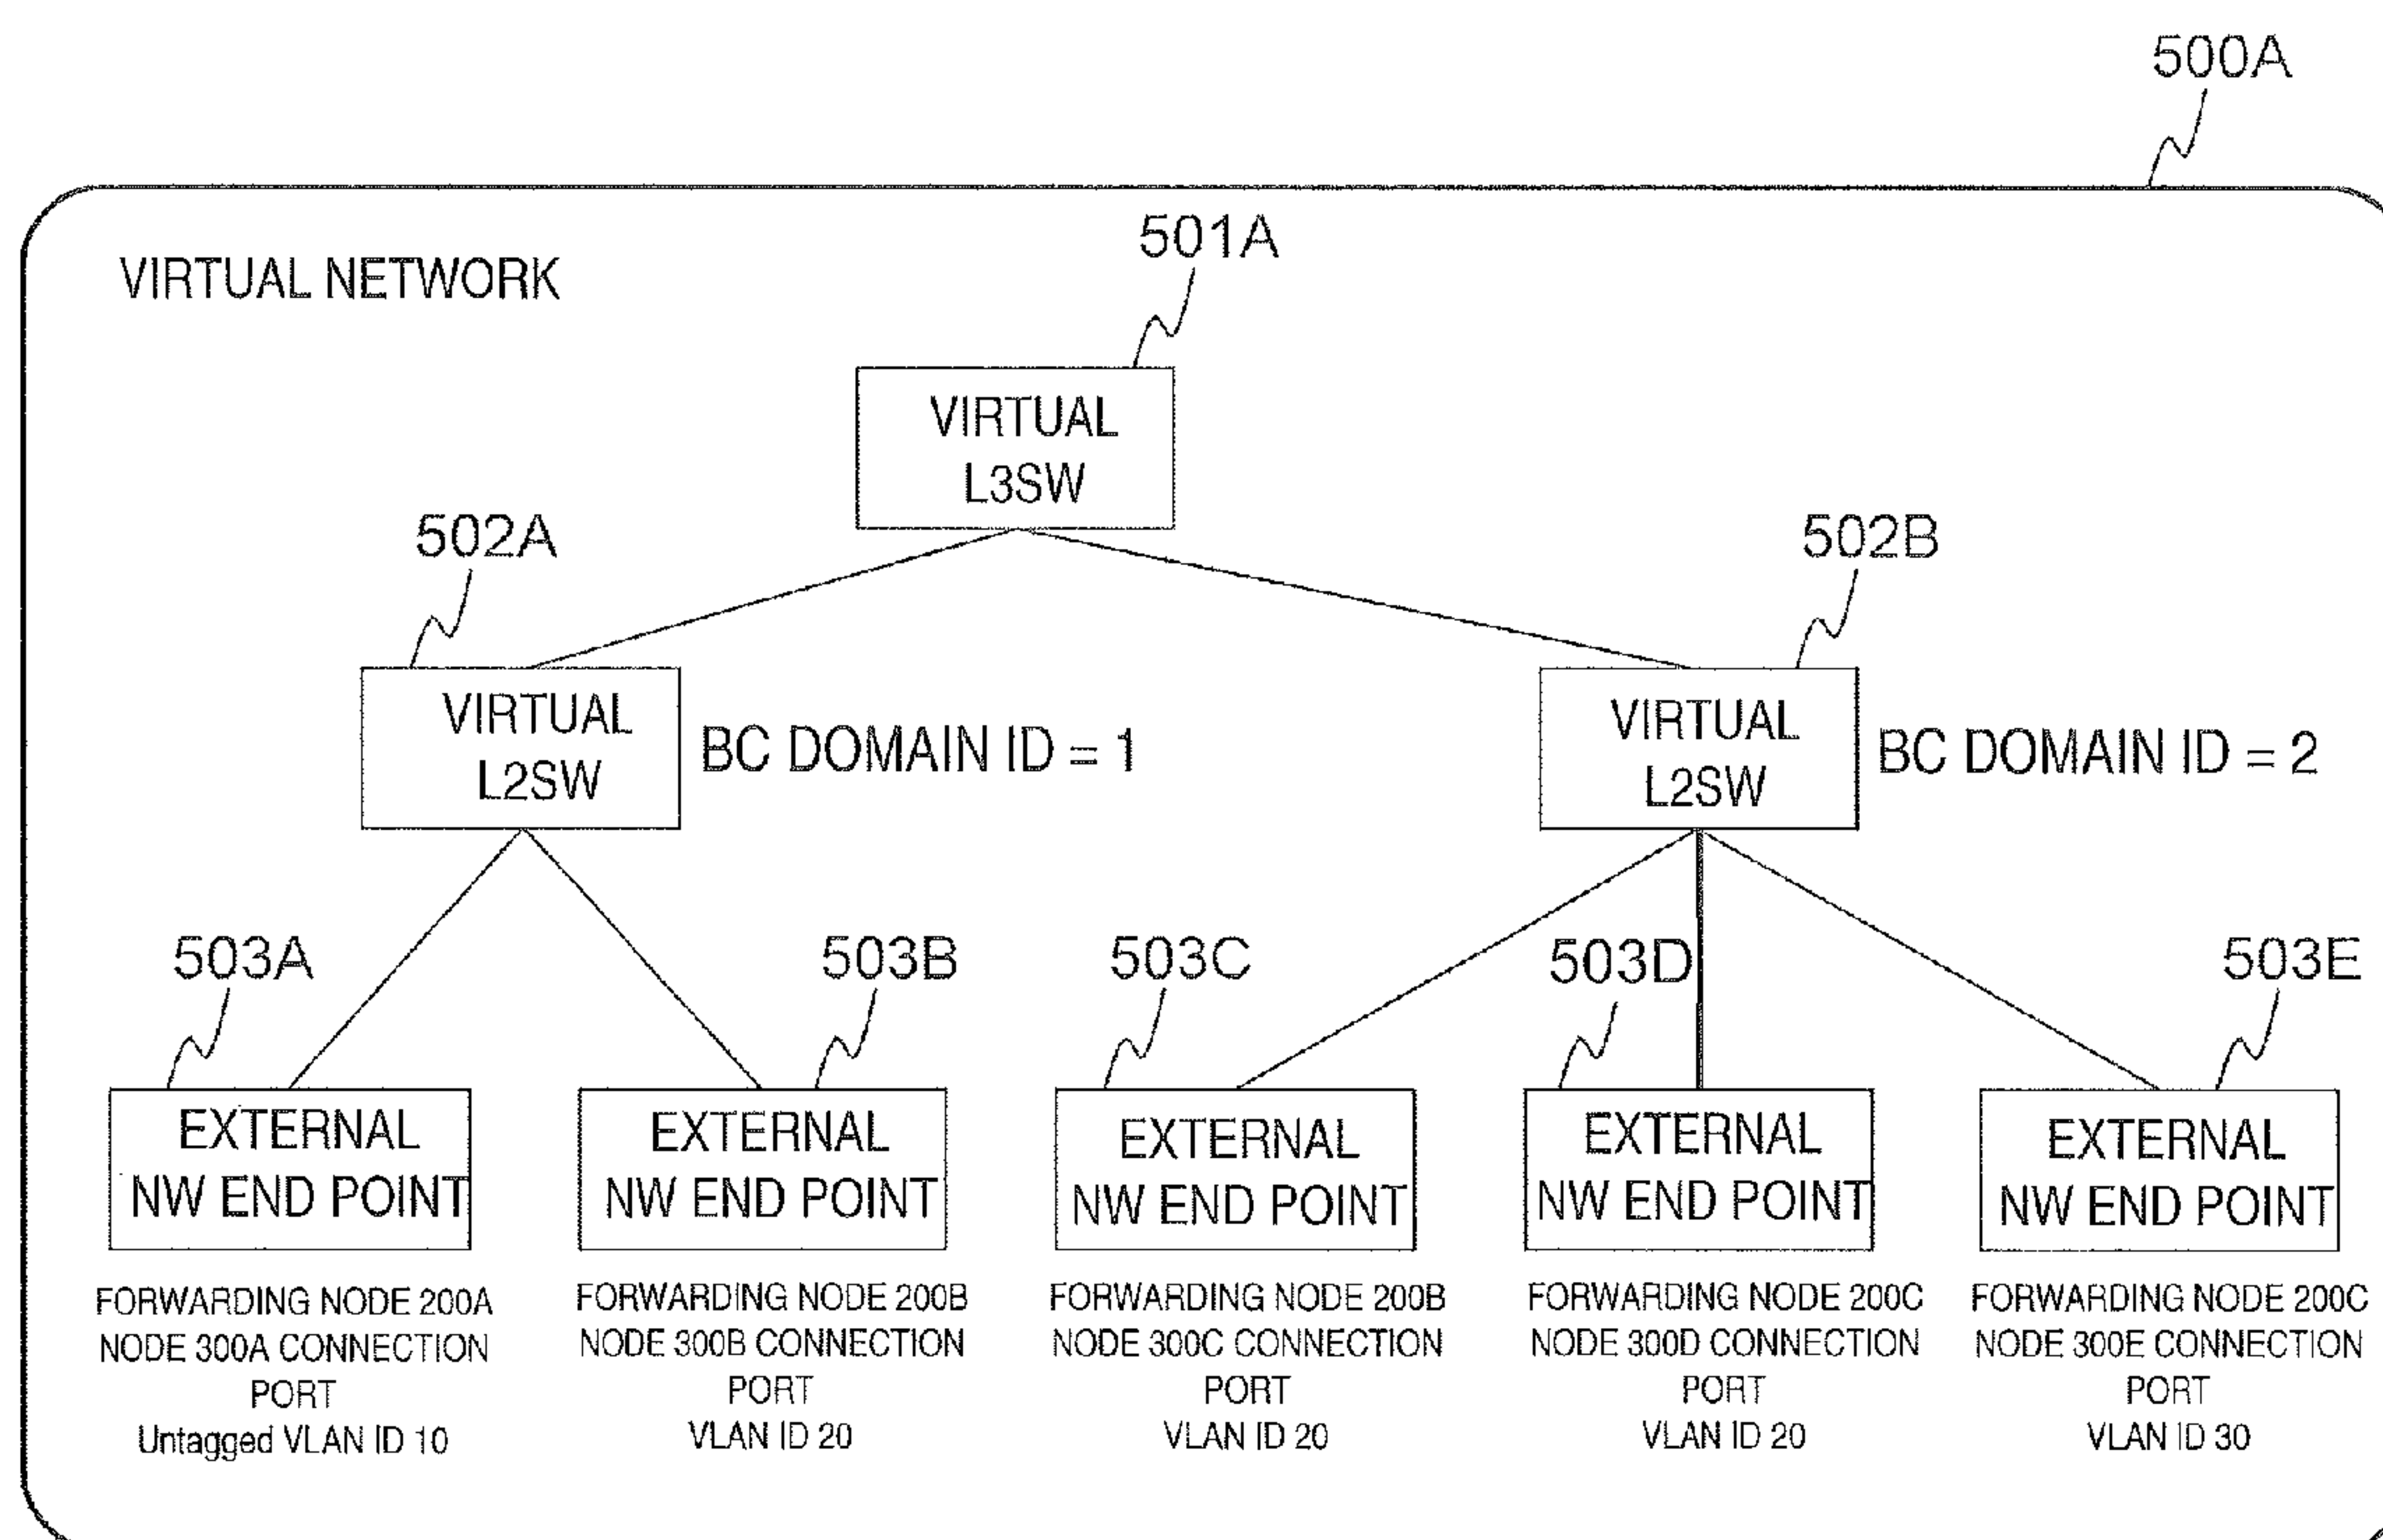 500A
VIRTUAL NETWORK
501A
VIRTUAL
L3SW
502A
502B
VIRTUAL
L2SW
BC DOMAIN ID = 1
VIRTUAL
L2SW
BC DOMAIN ID = 2
503A
503B
503C
503D
503E
EXTERNAL
NW END POINT
EXTERNAL
NW END POINT
EXTERNAL
NW END POINT
EXTERNAL
NW END POINT
EXTERNAL
NW END POINT
FORWARDING NODE 200A
NODE 300A CONNECTION
PORT
Untagged VLAN ID 10
FORWARDING NODE 200B
NODE 300B CONNECTION
PORT
VLAN ID 20
FORWARDING NODE 200B
NODE 300C CONNECTION
PORT
VLAN ID 20
FORWARDING NODE 200C
NODE 300D CONNECTION
PORT
VLAN ID 20
FORWARDING NODE 200C
NODE 300E CONNECTION
PORT
VLAN ID 30